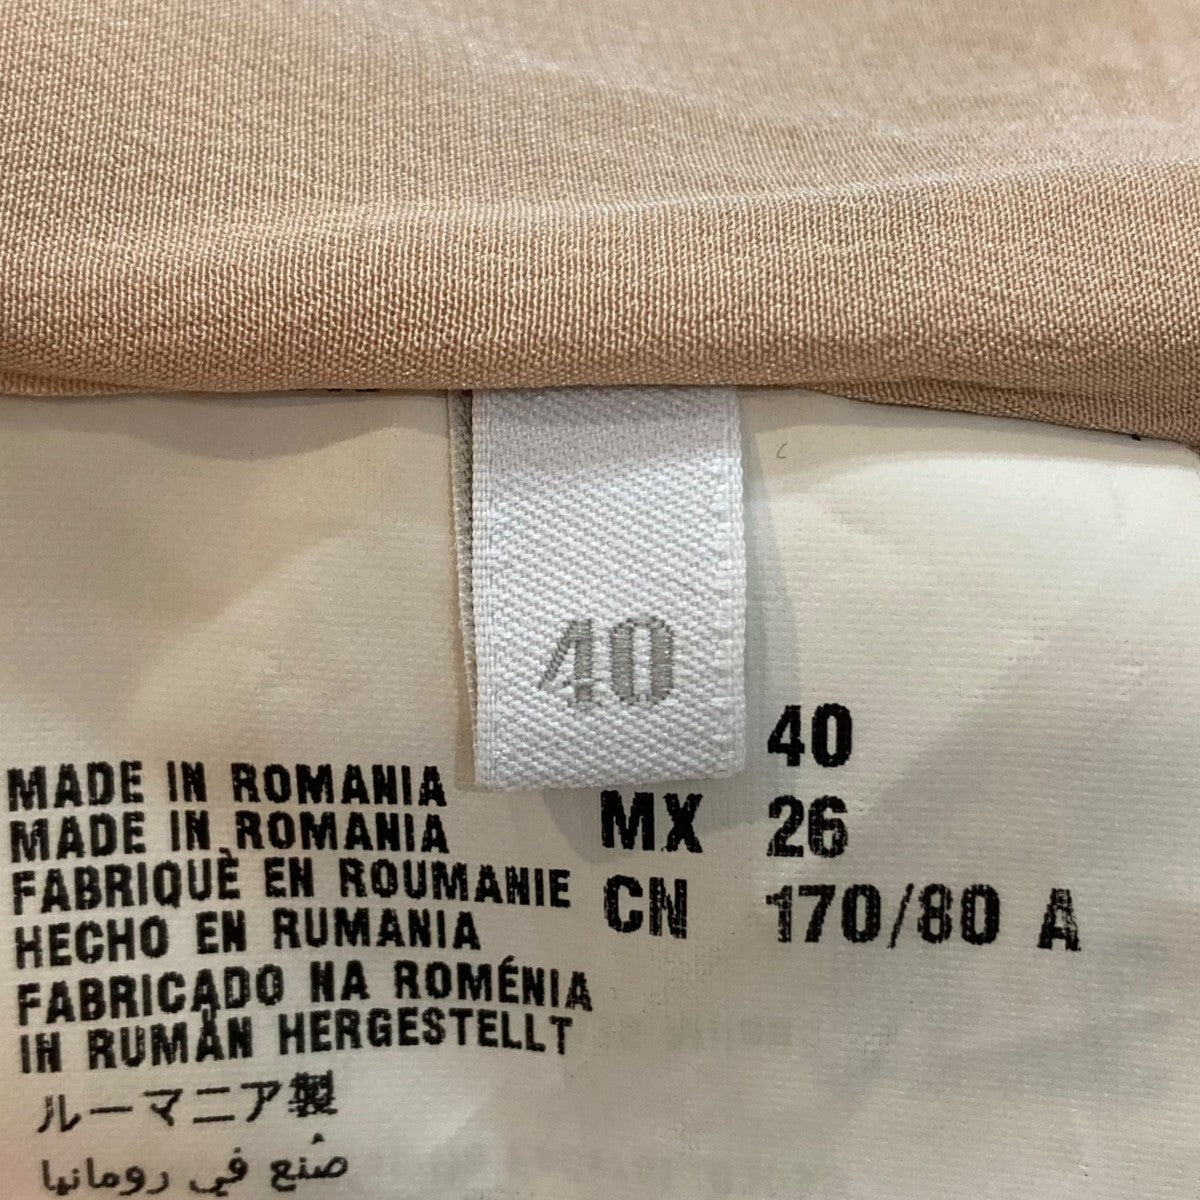 40
40
MX 26
CN 170/80 A
MADE IN ROMANIA
MADE IN ROMANIA
FABRIQUÈ EN ROUMANIE
HECHO EN RUMANIA
FABRICADO NA ROMÉNIA
IN RUMÄN HERGESTELLT
ルーマニア製
صُنع في رومانيا